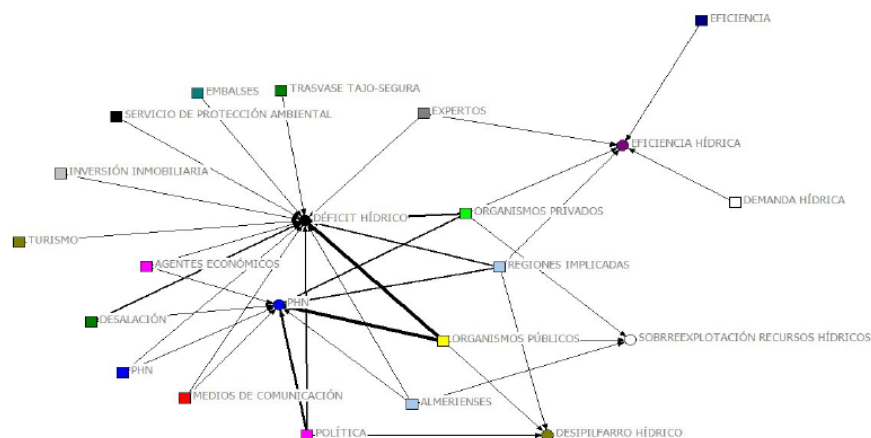 EFICIENCIA
TRASVASE TAJO-SEGURA
EMBALSES
EXPERTOS
SERVICIO DE PROTECCIÓN AMBIENTAL
EFICIENCIA HÍDRICA
INVERSIÓN INMOBILIARIA
DEMANDA HÍDRICA
ORGANISMOS PRIVADOS
DÉFICIT HÍDRICO
TURISMO
AGENTES ECONÓMICOS
REGIONES IMPLICADAS
PHN
DESALACIÓN
ORGANISMOS PÚBLICOS
SOBRREEXPLOTACIÓN RECURSOS HÍDRICOS
PHN
MEDIOS DE COMUNICACIÓN
ALMERIENSES
POLÍTICA
DESIPILFARRO HÍDRICO